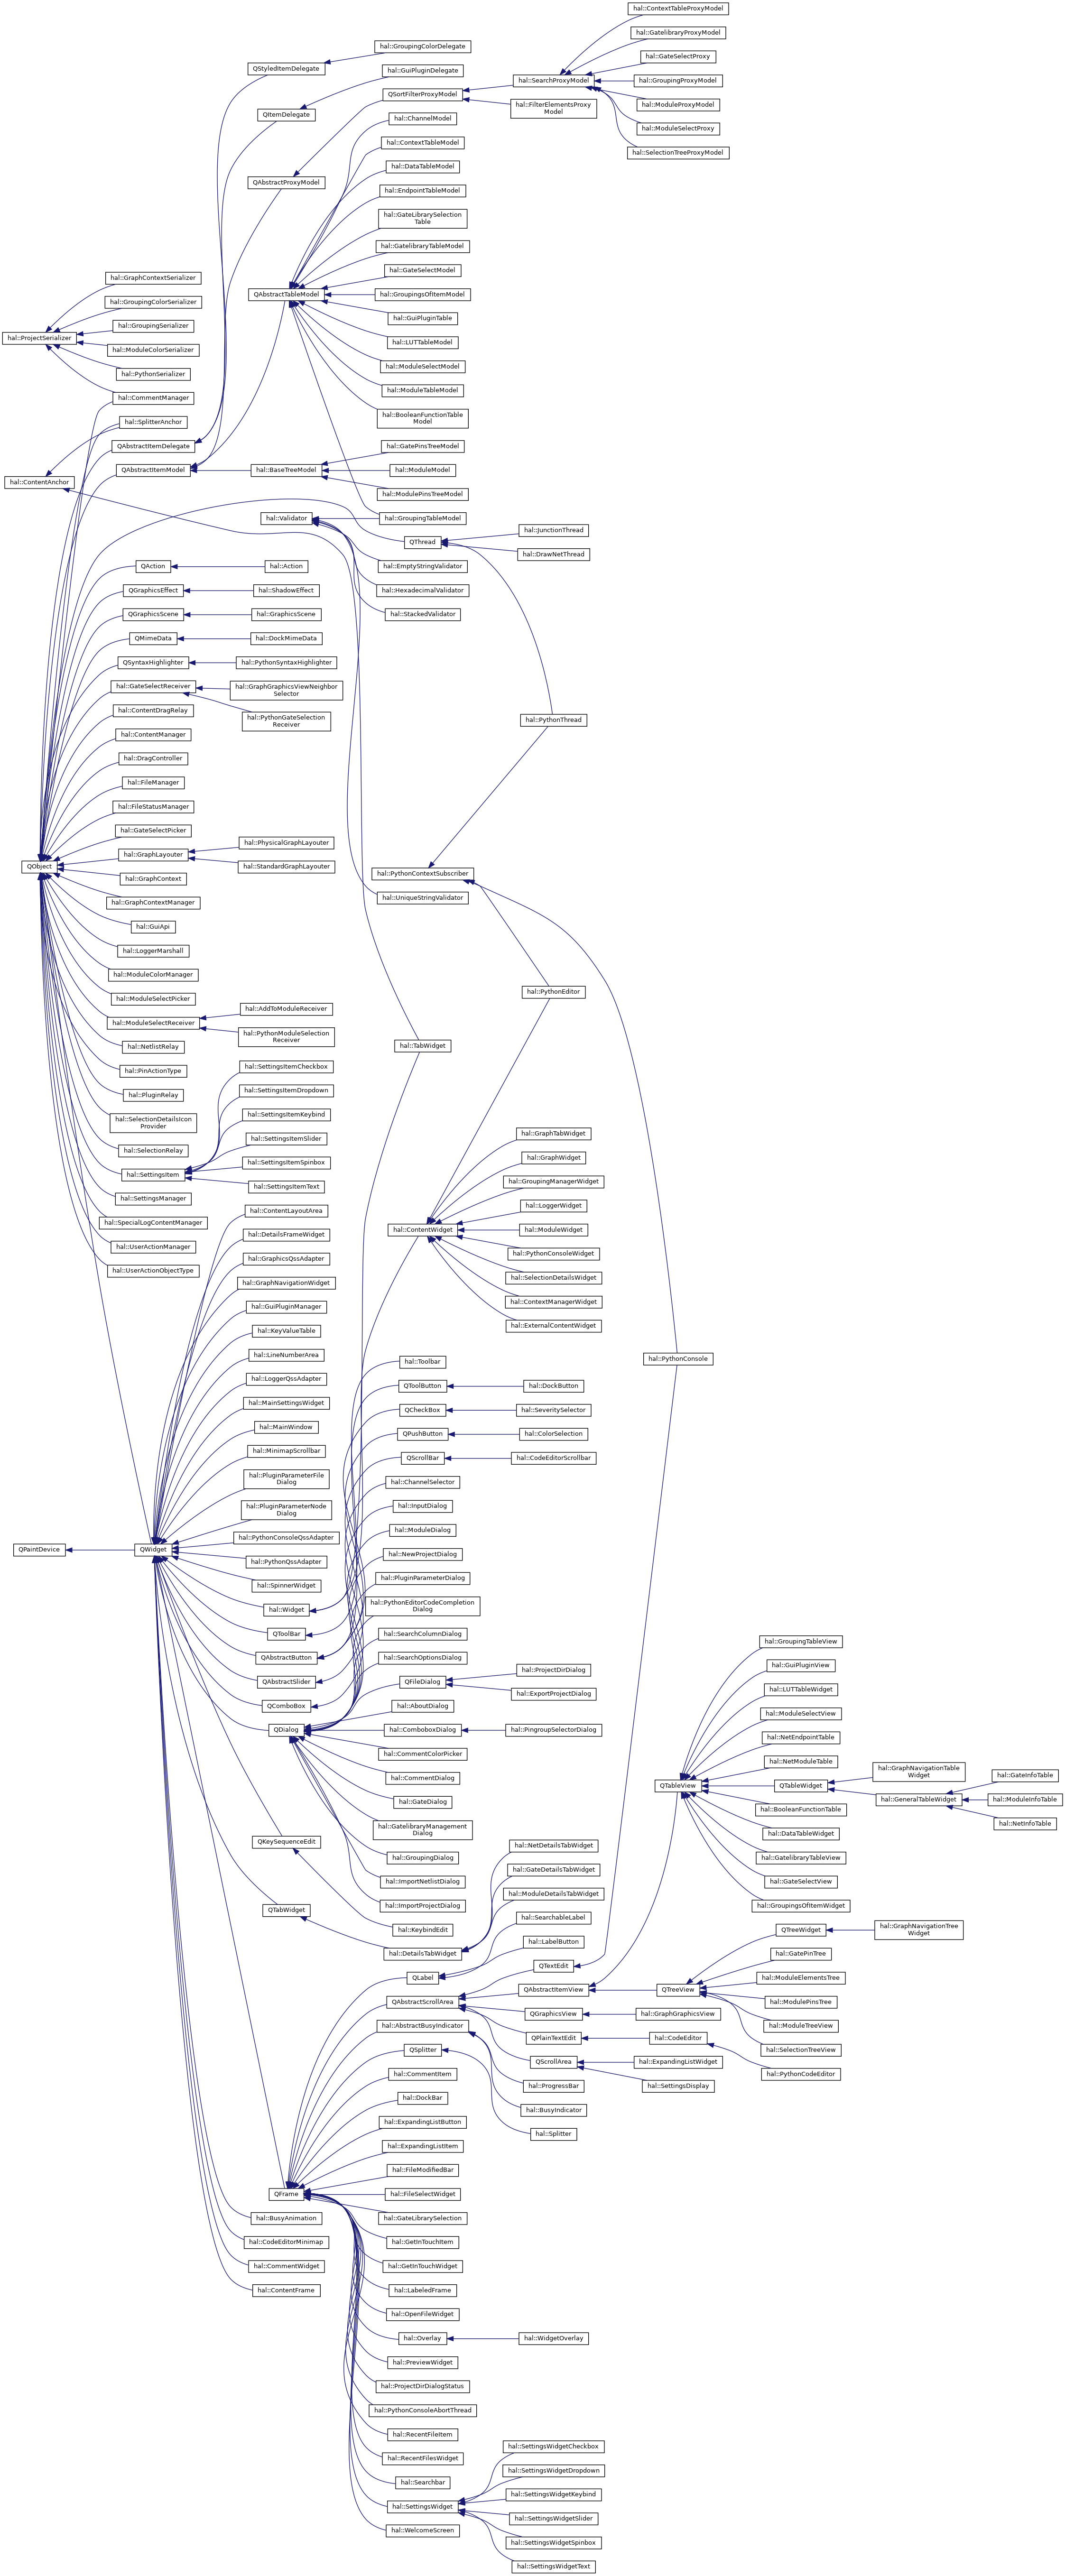 hal::ContextTableProxyModel
hal::GatelibraryProxyModel
hal::GroupingColorDelegate
hal::GateSelectProxy
QStyledItemDelegate
hal::GuiPluginDelegate
hal::SearchProxyModel
hal::GroupingProxyModel
QSortFilterProxyModel
hal::ModuleProxyModel
hal::FilterElementsProxy
Model
QItemDelegate
hal::ChannelModel
hal::ModuleSelectProxy
hal::ContextTableModel
hal::SelectionTreeProxyModel
hal::DataTableModel
QAbstractProxyModel
hal::EndpointTableModel
hal::GateLibrarySelection
Table
hal::GatelibraryTableModel
hal::GateSelectModel
hal::GraphContextSerializer
QAbstractTableModel
hal::GroupingsOfItemModel
hal::GroupingColorSerializer
hal::GuiPluginTable
hal::GroupingSerializer
hal::ProjectSerializer
hal::LUTTableModel
hal::ModuleColorSerializer
hal::ModuleSelectModel
hal::PythonSerializer
hal::ModuleTableModel
hal::CommentManager
hal::BooleanFunctionTable
Model
hal::SplitterAnchor
QAbstractItemDelegate
hal::GatePinsTreeModel
QAbstractItemModel
hal::BaseTreeModel
hal::ModuleModel
hal::ContentAnchor
hal::ModulePinsTreeModel
hal::Validator
hal::GroupingTableModel
hal::JunctionThread
QThread
hal::DrawNetThread
QAction
hal::Action
hal::EmptyStringValidator
QGraphicsEffect
hal::ShadowEffect
hal::HexadecimalValidator
QGraphicsScene
hal::GraphicsScene
hal::StackedValidator
QMimeData
hal::DockMimeData
QSyntaxHighlighter
hal::PythonSyntaxHighlighter
hal::GateSelectReceiver
hal::GraphGraphicsViewNeighbor
Selector
hal::ContentDragRelay
hal::PythonGateSelection
Receiver
hal::PythonThread
hal::ContentManager
hal::DragController
hal::FileManager
hal::FileStatusManager
hal::GateSelectPicker
hal::PhysicalGraphLayouter
hal::GraphLayouter
QObject
hal::StandardGraphLayouter
hal::PythonContextSubscriber
hal::GraphContext
hal::UniqueStringValidator
hal::GraphContextManager
hal::GuiApi
hal::LoggerMarshall
hal::ModuleColorManager
hal::PythonEditor
hal::ModuleSelectPicker
hal::AddToModuleReceiver
hal::ModuleSelectReceiver
hal::PythonModuleSelection
Receiver
hal::NetlistRelay
hal::TabWidget
hal::PinActionType
hal::SettingsItemCheckbox
hal::PluginRelay
hal::SettingsItemDropdown
hal::SelectionDetailsIcon
Provider
hal::SettingsItemKeybind
hal::GraphTabWidget
hal::SettingsItemSlider
hal::SelectionRelay
hal::GraphWidget
hal::SettingsItemSpinbox
hal::SettingsItem
hal::GroupingManagerWidget
hal::SettingsItemText
hal::SettingsManager
hal::LoggerWidget
hal::ContentLayoutArea
hal::SpecialLogContentManager
hal::ContentWidget
hal::ModuleWidget
hal::DetailsFrameWidget
hal::UserActionManager
hal::PythonConsoleWidget
hal::GraphicsQssAdapter
hal::UserActionObjectType
hal::SelectionDetailsWidget
hal::GraphNavigationWidget
hal::ContextManagerWidget
hal::GuiPluginManager
hal::ExternalContentWidget
hal::KeyValueTable
hal::LineNumberArea
hal::Toolbar
hal::PythonConsole
hal::LoggerQssAdapter
QToolButton
hal::DockButton
hal::MainSettingsWidget
QCheckBox
hal::SeveritySelector
hal::MainWindow
QPushButton
hal::ColorSelection
hal::MinimapScrollbar
QScrollBar
hal::CodeEditorScrollbar
hal::PluginParameterFile
Dialog
hal::ChannelSelector
hal::PluginParameterNode
Dialog
hal::InputDialog
hal::PythonConsoleQssAdapter
hal::ModuleDialog
QPaintDevice
QWidget
hal::PythonQssAdapter
hal::NewProjectDialog
hal::SpinnerWidget
hal::PluginParameterDialog
hal::Widget
hal::PythonEditorCodeCompletion
Dialog
QToolBar
hal::SearchColumnDialog
QAbstractButton
hal::SearchOptionsDialog
hal::GroupingTableView
QAbstractSlider
QFileDialog
hal::ProjectDirDialog
hal::GuiPluginView
QComboBox
hal::AboutDialog
hal::ExportProjectDialog
hal::LUTTableWidget
QDialog
hal::ComboboxDialog
hal::PingroupSelectorDialog
hal::ModuleSelectView
hal::CommentColorPicker
hal::NetEndpointTable
hal::CommentDialog
hal::NetModuleTable
hal::GraphNavigationTable
Widget
hal::GateInfoTable
hal::GateDialog
QTableView
QTableWidget
hal::GeneralTableWidget
hal::ModuleInfoTable
hal::GatelibraryManagement
Dialog
hal::BooleanFunctionTable
hal::NetInfoTable
QKeySequenceEdit
hal::GroupingDialog
hal::NetDetailsTabWidget
hal::DataTableWidget
hal::ImportNetlistDialog
hal::GateDetailsTabWidget
hal::GatelibraryTableView
hal::ImportProjectDialog
hal::ModuleDetailsTabWidget
hal::GateSelectView
QTabWidget
hal::KeybindEdit
hal::SearchableLabel
hal::GroupingsOfItemWidget
hal::DetailsTabWidget
hal::LabelButton
QTreeWidget
hal::GraphNavigationTree
Widget
QLabel
QTextEdit
hal::GatePinTree
QAbstractScrollArea
QAbstractItemView
QTreeView
hal::ModuleElementsTree
hal::AbstractBusyIndicator
QGraphicsView
hal::GraphGraphicsView
hal::ModulePinsTree
QSplitter
QPlainTextEdit
hal::CodeEditor
hal::ModuleTreeView
hal::CommentItem
QScrollArea
hal::ExpandingListWidget
hal::SelectionTreeView
hal::DockBar
hal::ProgressBar
hal::SettingsDisplay
hal::PythonCodeEditor
hal::ExpandingListButton
hal::BusyIndicator
hal::ExpandingListItem
hal::Splitter
hal::FileModifiedBar
QFrame
hal::FileSelectWidget
hal::BusyAnimation
hal::GateLibrarySelection
hal::CodeEditorMinimap
hal::GetInTouchItem
hal::CommentWidget
hal::GetInTouchWidget
hal::ContentFrame
hal::LabeledFrame
hal::OpenFileWidget
hal::Overlay
hal::WidgetOverlay
hal::PreviewWidget
hal::ProjectDirDialogStatus
hal::PythonConsoleAbortThread
hal::RecentFileItem
hal::RecentFilesWidget
hal::SettingsWidgetCheckbox
hal::Searchbar
hal::SettingsWidgetDropdown
hal::SettingsWidget
hal::SettingsWidgetKeybind
hal::WelcomeScreen
hal::SettingsWidgetSlider
hal::SettingsWidgetSpinbox
hal::SettingsWidgetText